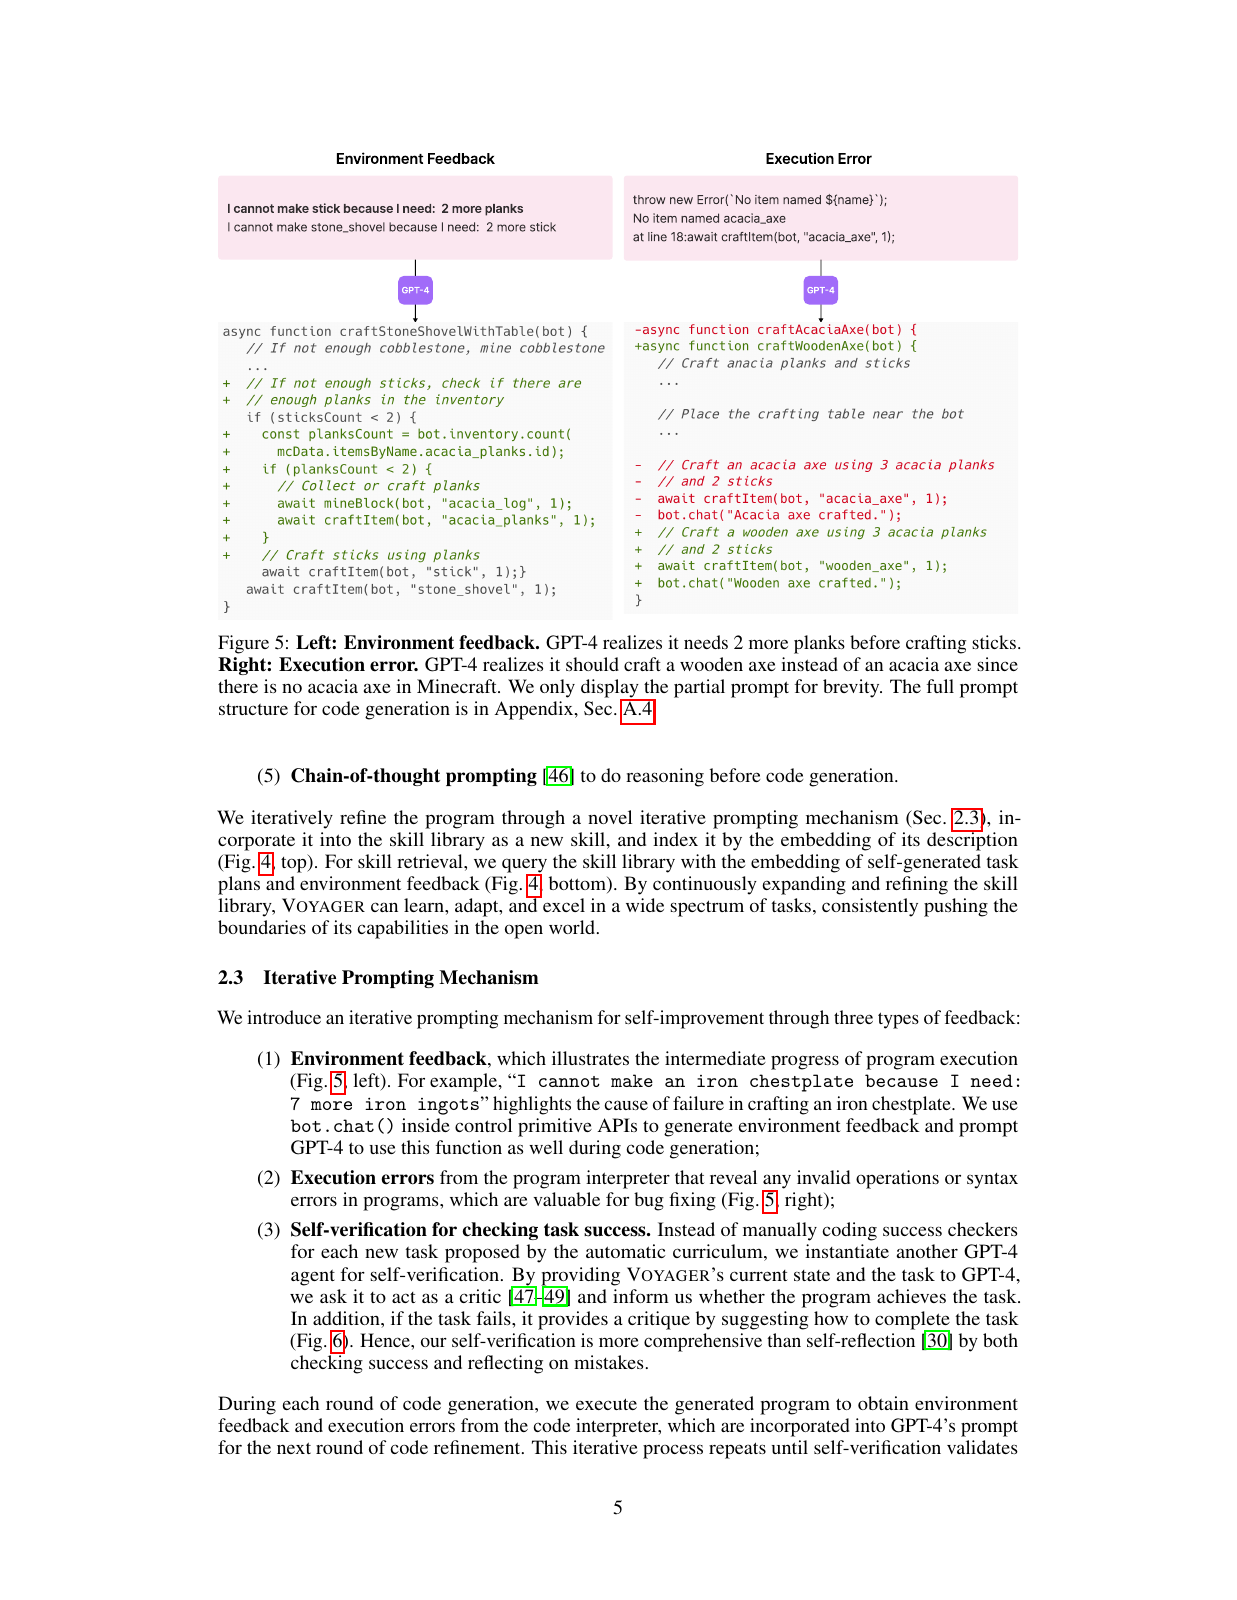 Environment Feedback
I cannot make stick because I need: 2 more planks
I cannot make stone_shovel because I need: 2 more stick
GPT-4
async function craftStoneShovelWithTable(bot) {
// If not enough cobblestone, mine cobblestone
...
+ // If not enough sticks, check if there are
+ // enough planks in the inventory
if (sticksCount < 2) {
+ const planksCount = bot.inventory.count(
+ mcData.itemsByName.acacia_planks.id);
+ if (planksCount < 2) {
+ // Collect or craft planks
+ await mineBlock(bot, "acacia_log", 1);
+ await craftItem(bot, "acacia_planks", 1);
+ }
+ // Craft sticks using planks
await craftItem(bot, "stick", 1);}
await craftItem(bot, "stone_shovel", 1);
}
Execution Error
throw new Error(`No item named ${name}`);
No item named acacia_axe
at line 18:await craftItem(bot, "acacia_axe", 1);
GPT-4
-async function craftAcaciaAxe(bot) {
+async function craftWoodenAxe(bot) {
// Craft anacia planks and sticks
...
// Place the crafting table near the bot
...
- // Craft an acacia axe using 3 acacia planks
- // and 2 sticks
- await craftItem(bot, "acacia_axe", 1);
- bot.chat("Acacia axe crafted.");
+ // Craft a wooden axe using 3 acacia planks
+ // and 2 sticks
+ await craftItem(bot, "wooden_axe", 1);
+ bot.chat("Wooden axe crafted.");
}
Figure 5: Left: Environment feedback. GPT-4 realizes it needs 2 more planks before crafting sticks.
Right: Execution error. GPT-4 realizes it should craft a wooden axe instead of an acacia axe since
there is no acacia axe in Minecraft. We only display the partial prompt for brevity. The full prompt
structure for code generation is in Appendix, Sec. A.4
(5) Chain-of-thought prompting [46] to do reasoning before code generation.
We iteratively refine the program through a novel iterative prompting mechanism (Sec. 2.3), in-
corporate it into the skill library as a new skill, and index it by the embedding of its description
(Fig. 4, top). For skill retrieval, we query the skill library with the embedding of self-generated task
plans and environment feedback (Fig. 4, bottom). By continuously expanding and refining the skill
library, VOYAGER can learn, adapt, and excel in a wide spectrum of tasks, consistently pushing the
boundaries of its capabilities in the open world.
2.3 Iterative Prompting Mechanism
We introduce an iterative prompting mechanism for self-improvement through three types of feedback:
(1) Environment feedback, which illustrates the intermediate progress of program execution
(Fig. 5, left). For example, “I cannot make an iron chestplate because I need:
7 more iron ingots” highlights the cause of failure in crafting an iron chestplate. We use
bot.chat() inside control primitive APIs to generate environment feedback and prompt
GPT-4 to use this function as well during code generation;
(2) Execution errors from the program interpreter that reveal any invalid operations or syntax
errors in programs, which are valuable for bug fixing (Fig. 5, right);
(3) Self-verification for checking task success. Instead of manually coding success checkers
for each new task proposed by the automatic curriculum, we instantiate another GPT-4
agent for self-verification. By providing VOYAGER’s current state and the task to GPT-4,
we ask it to act as a critic [47–49] and inform us whether the program achieves the task.
In addition, if the task fails, it provides a critique by suggesting how to complete the task
(Fig. 6). Hence, our self-verification is more comprehensive than self-reflection [30] by both
checking success and reflecting on mistakes.
During each round of code generation, we execute the generated program to obtain environment
feedback and execution errors from the code interpreter, which are incorporated into GPT-4’s prompt
for the next round of code refinement. This iterative process repeats until self-verification validates
5